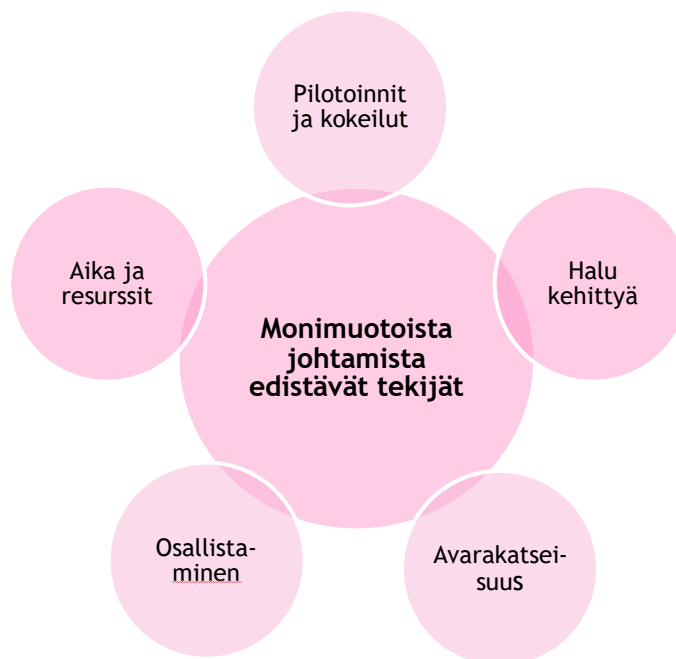 Pilotoinnit
ja kokeilut
Aika ja
resurssit
Halu
kehittyä
Monimuotoista
johtamista
edistävät tekijät
Osallista-
minen
Avarakatsei-
suus